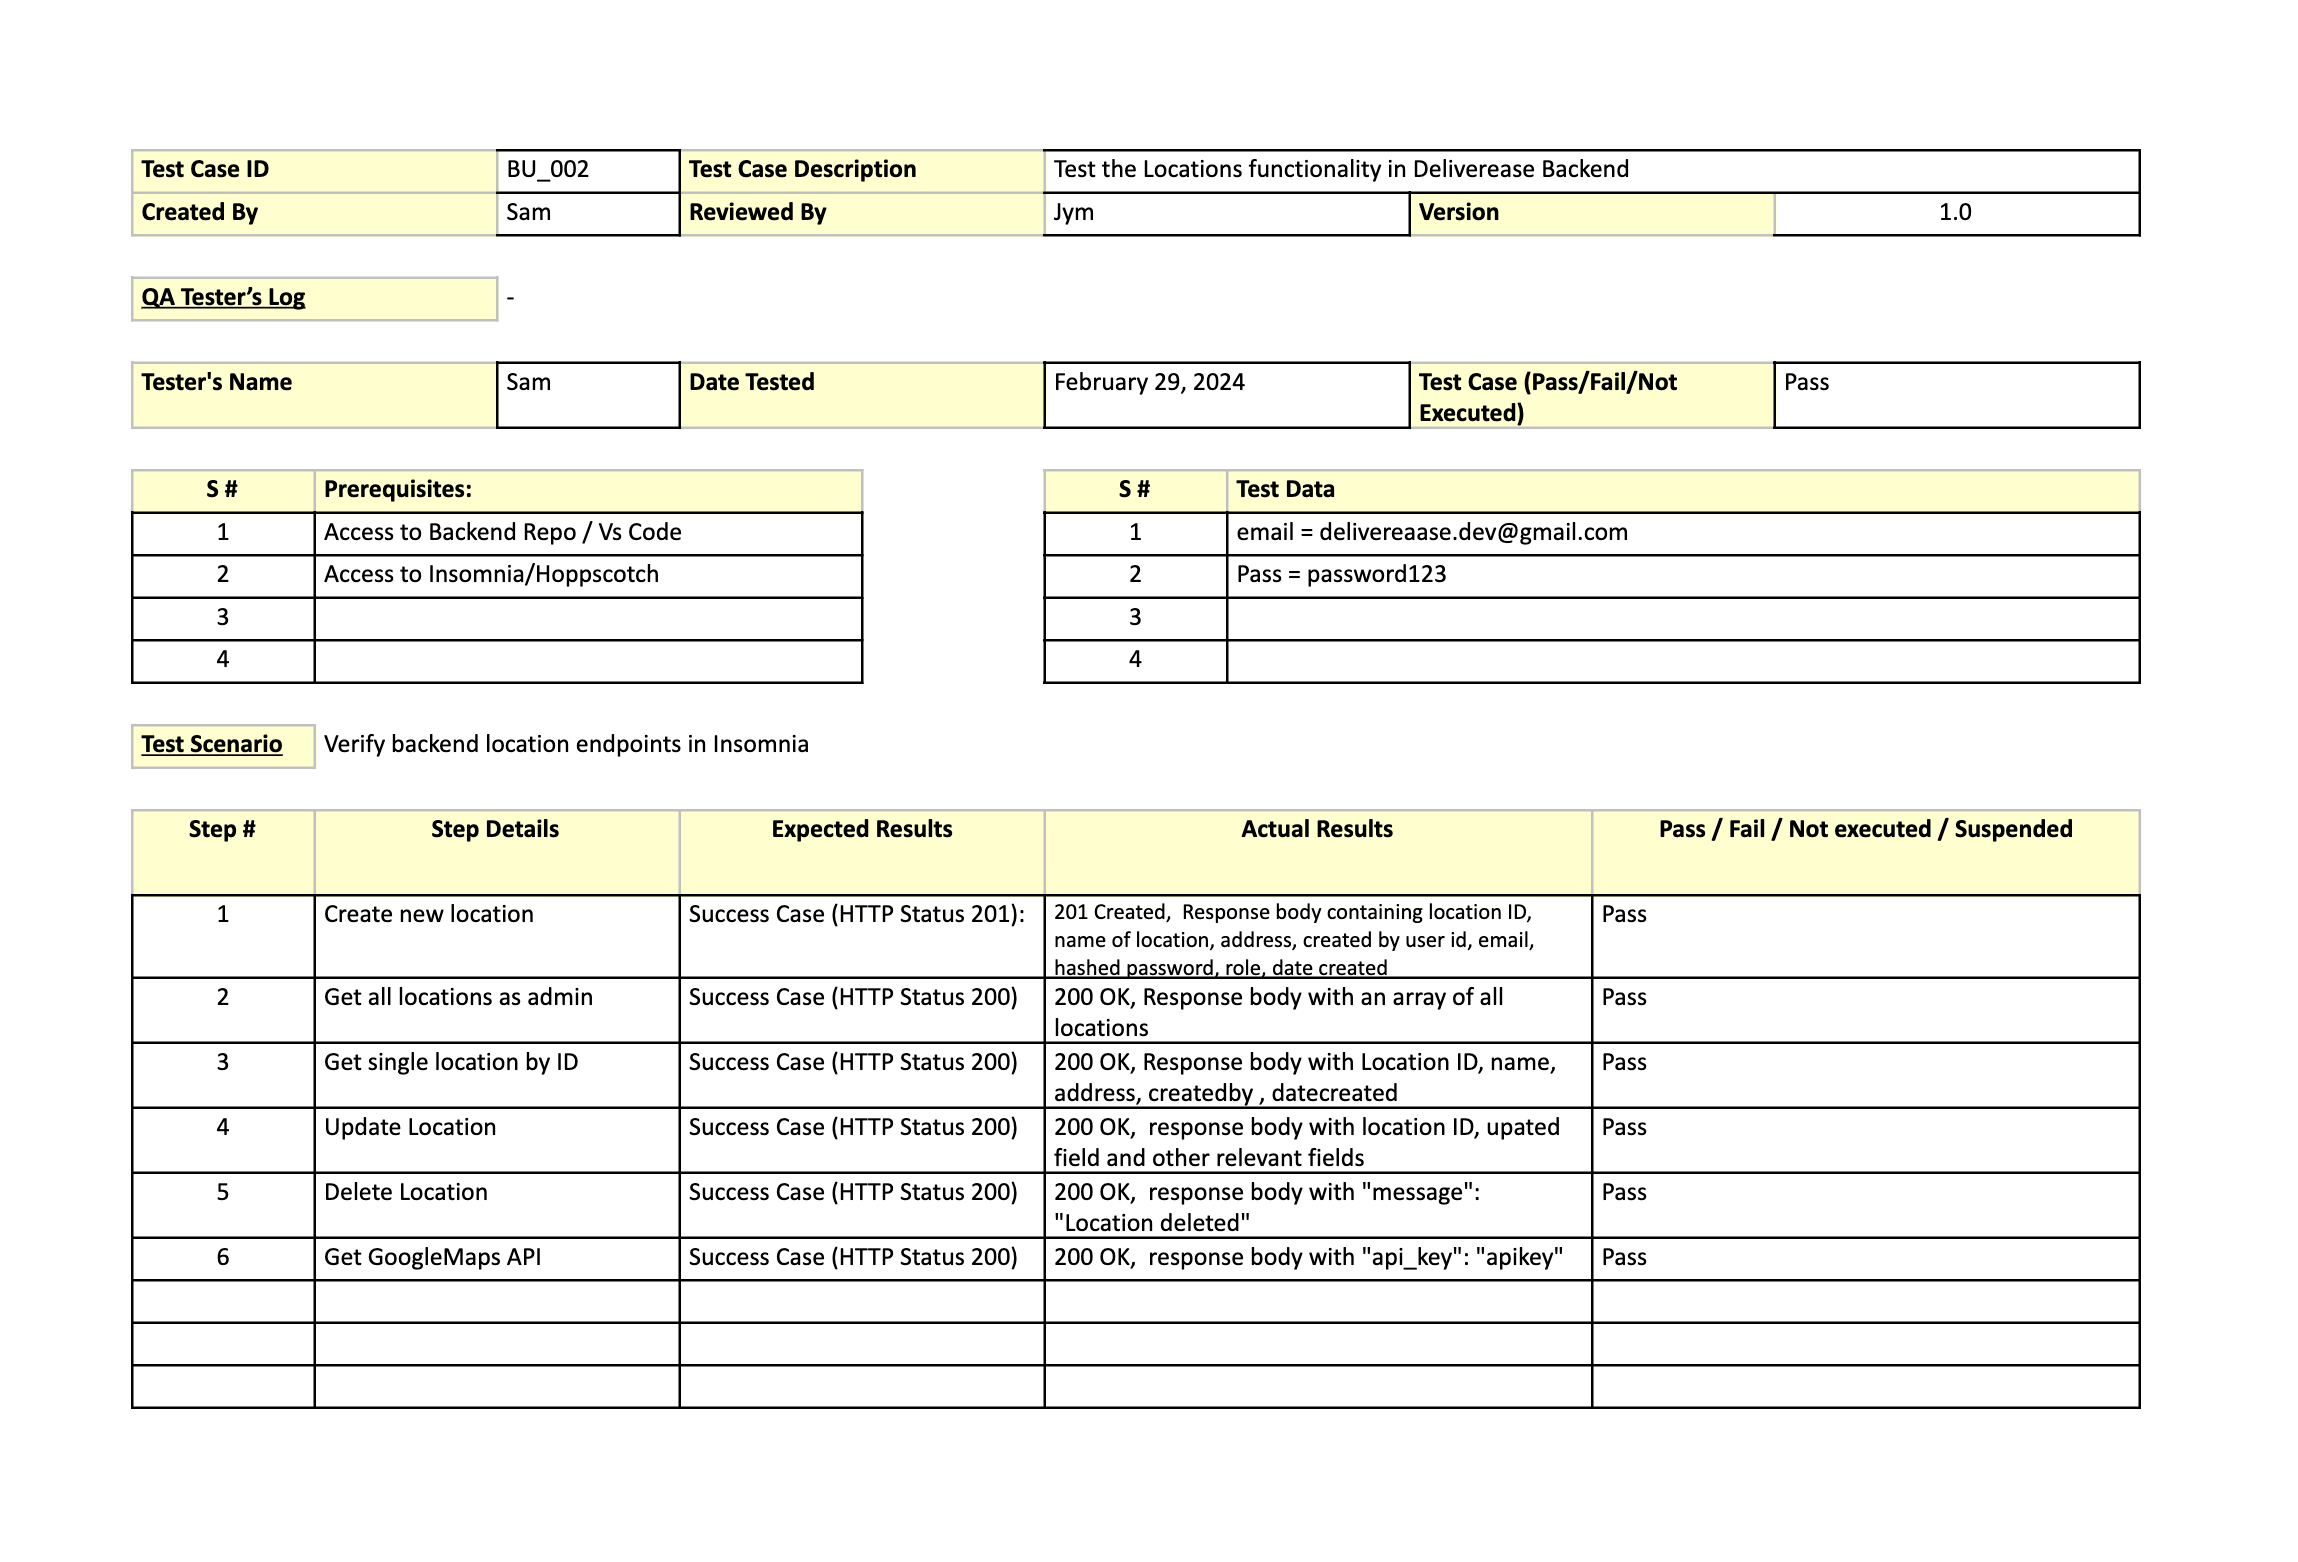 Test Case ID BU_002 Test Case Description Test the Locations functionality in Deliverease Backend
Created By Sam Reviewed By Jym Version 1.0
QA Tester’s Log -
Tester's Name Sam Date Tested February 29, 2024 Test Case (Pass/Fail/Not Pass
Executed)
S # Prerequisites: S # Test Data
1 Access to Backend Repo / Vs Code 1 email = delivereaase.dev@gmail.com
2 Access to Insomnia/Hoppscotch 2 Pass = password123
3 3
4 4
Test Scenario Verify backend location endpoints in Insomnia
Step # Step Details Expected Results Actual Results Pass / Fail / Not executed / Suspended
1 Create new location Success Case (HTTP Status 201): 201 Created,  Response body containing location ID, Pass
name of location, address, created by user id, email,
hashed password, role, date created
2 Get all locations as admin Success Case (HTTP Status 200) 200 OK, Response body with an array of all Pass
locations
3 Get single location by ID Success Case (HTTP Status 200) 200 OK, Response body with Location ID, name, Pass
address, createdby , datecreated
4 Update Location Success Case (HTTP Status 200) 200 OK,  response body with location ID, upated Pass
field and other relevant fields
5 Delete Location Success Case (HTTP Status 200) 200 OK,  response body with "message": Pass
"Location deleted"
6 Get GoogleMaps API Success Case (HTTP Status 200) 200 OK,  response body with "api_key": "apikey" Pass